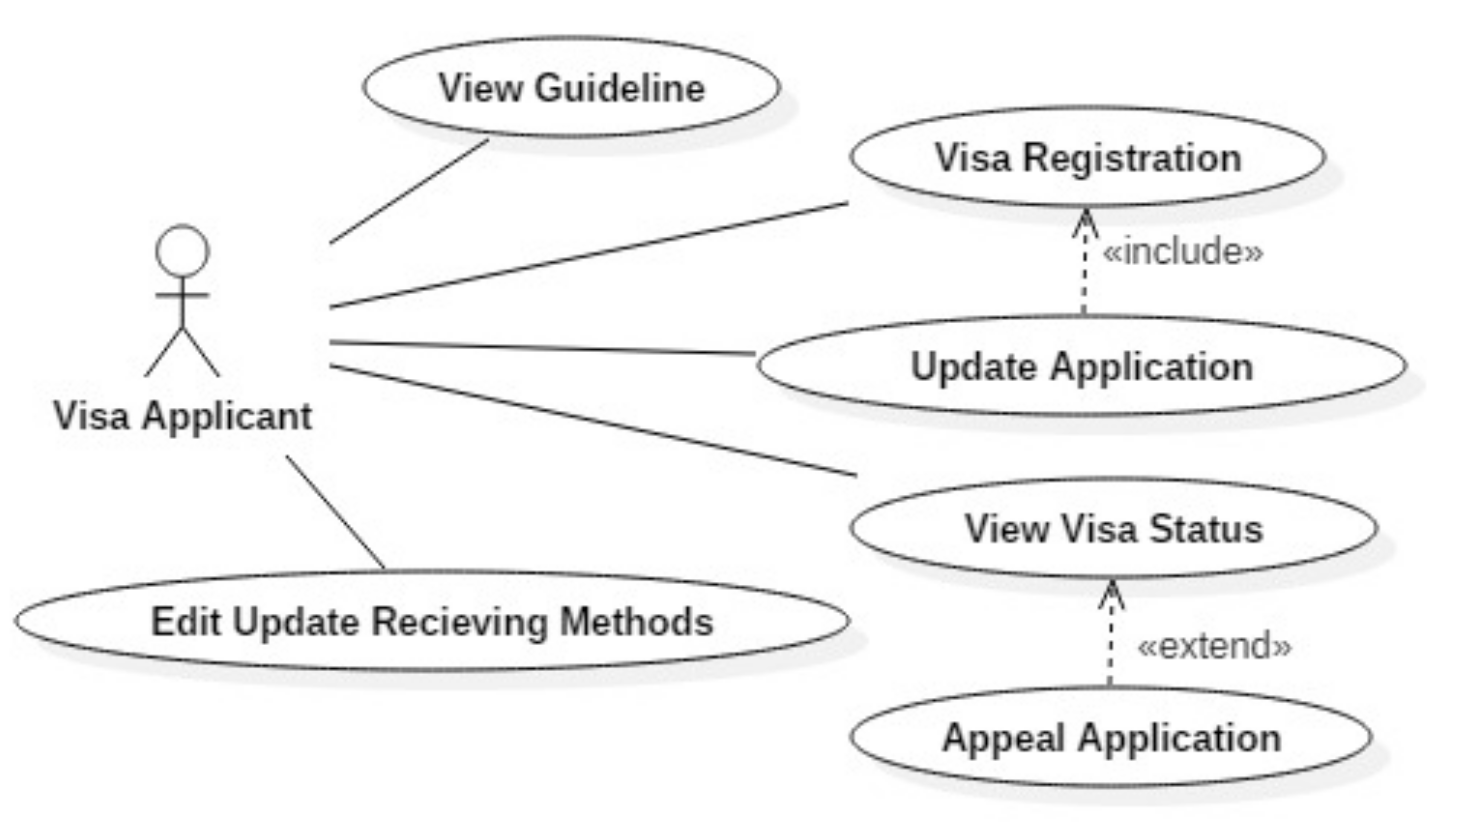 View Guideline
Visa Registration
«include»
Update Application
Visa Applicant
View Visa Status
Edit Update Recieving Methods
«extend»
Appeal Application